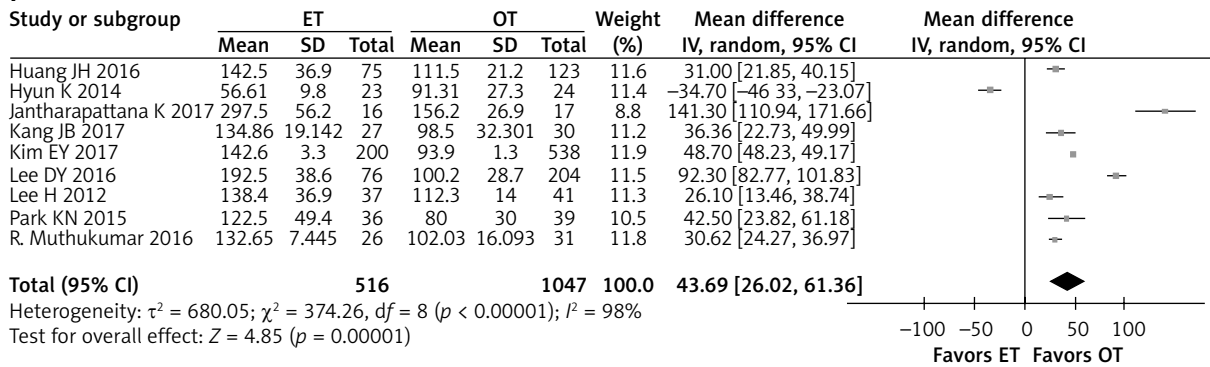 Study or subgroup ET OT Weight Mean difference Mean difference
Mean SD Total Mean SD Total (%) IV, random, 95% CI IV, random, 95% CI
Huang JH 2016 142.5 36.9 75 111.5 21.2 123 11.6 31.00 [21.85, 40.15]
Hyun K 2014 56.61 9.8 23 91.31 27.3 24 11.4 −34.70 [−46 33, −23.07]
Jantharapattana K 2017 297.5 56.2 16 156.2 26.9 17 8.8 141.30 [110.94, 171.66]
Kang JB 2017 134.86 19.142 27 98.5 32.301 30 11.2 36.36 [22.73, 49.99]
Kim EY 2017 142.6 3.3 200 93.9 1.3 538 11.9 48.70 [48.23, 49.17]
Lee DY 2016 192.5 38.6 76 100.2 28.7 204 11.5 92.30 [82.77, 101.83]
Lee H 2012 138.4 36.9 37 112.3 14 41 11.3 26.10 [13.46, 38.74]
Park KN 2015 122.5 49.4 36 80 30 39 10.5 42.50 [23.82, 61.18]
R. Muthukumar 2016 132.65 7.445 26 102.03 16.093 31 11.8 30.62 [24.27, 36.97]
Total (95% CI) 516 1047 100.0 43.69 [26.02, 61.36]
Heterogeneity: τ² = 680.05; χ² = 374.26, df = 8 (p < 0.00001); I² = 98%
Test for overall effect: Z = 4.85 (p = 0.00001)
−100 −50 0 50 100
Favors ET Favors OT